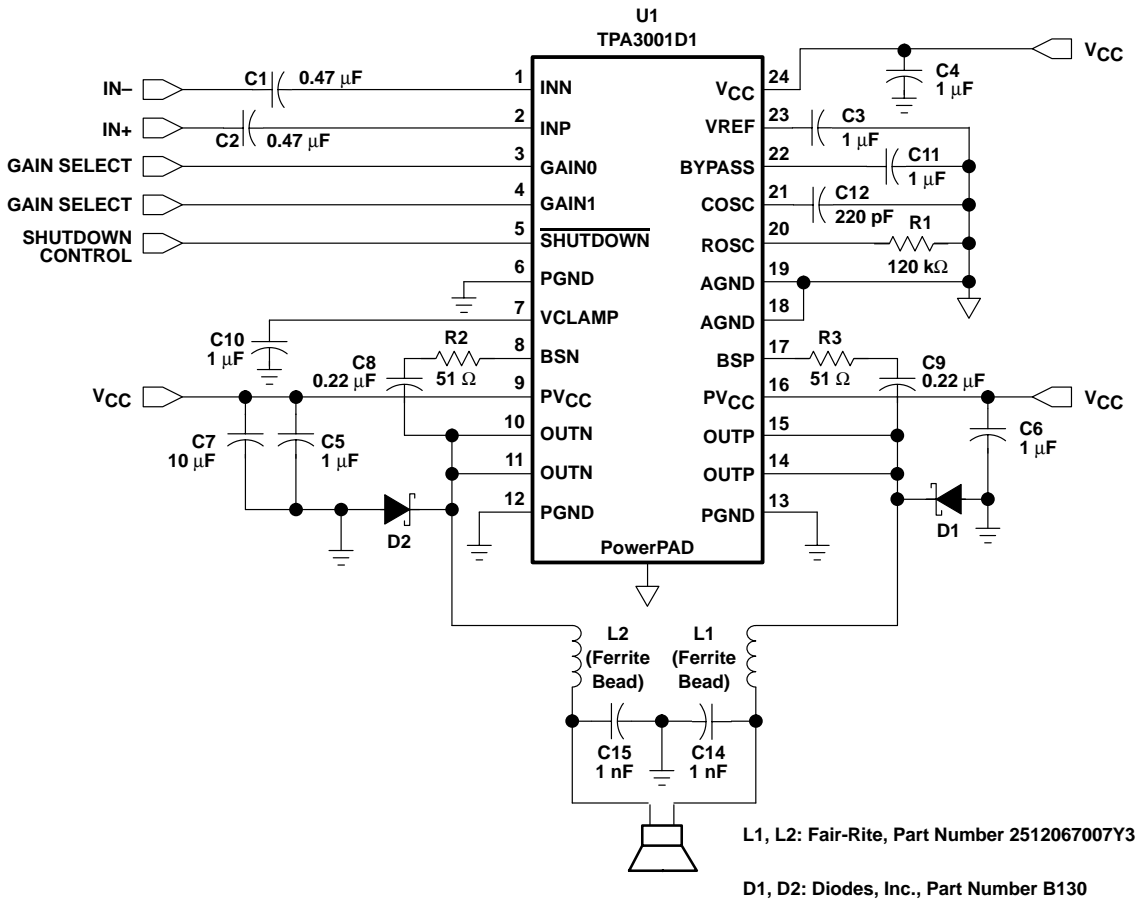 U1
TPA3001D1
IN–
C1
0.47 μF
1
INN
IN+
C2
0.47 μF
2
INP
GAIN SELECT
3
GAIN0
GAIN SELECT
4
GAIN1
SHUTDOWN
CONTROL
5
SHUTDOWN
6
PGND
7
VCLAMP
C10
1 μF
8
BSN
R2
51 Ω
C8
0.22 μF
VCC
9
PVCC
C7
10 μF
C5
1 μF
10
OUTN
11
OUTN
12
PGND
D2
VCC
24
C4
1 μF
VCC
VREF
23
C3
1 μF
BYPASS
22
C11
1 μF
COSC
21
C12
220 pF
ROSC
20
R1
120 kΩ
AGND
19
AGND
18
BSP
17
R3
51 Ω
C9
0.22 μF
PVCC
16
VCC
C6
1 μF
OUTP
15
OUTP
14
PGND
13
D1
PowerPAD
L2
(Ferrite
Bead)
L1
(Ferrite
Bead)
C15
1 nF
C14
1 nF
L1, L2: Fair-Rite, Part Number 2512067007Y3
D1, D2: Diodes, Inc., Part Number B130